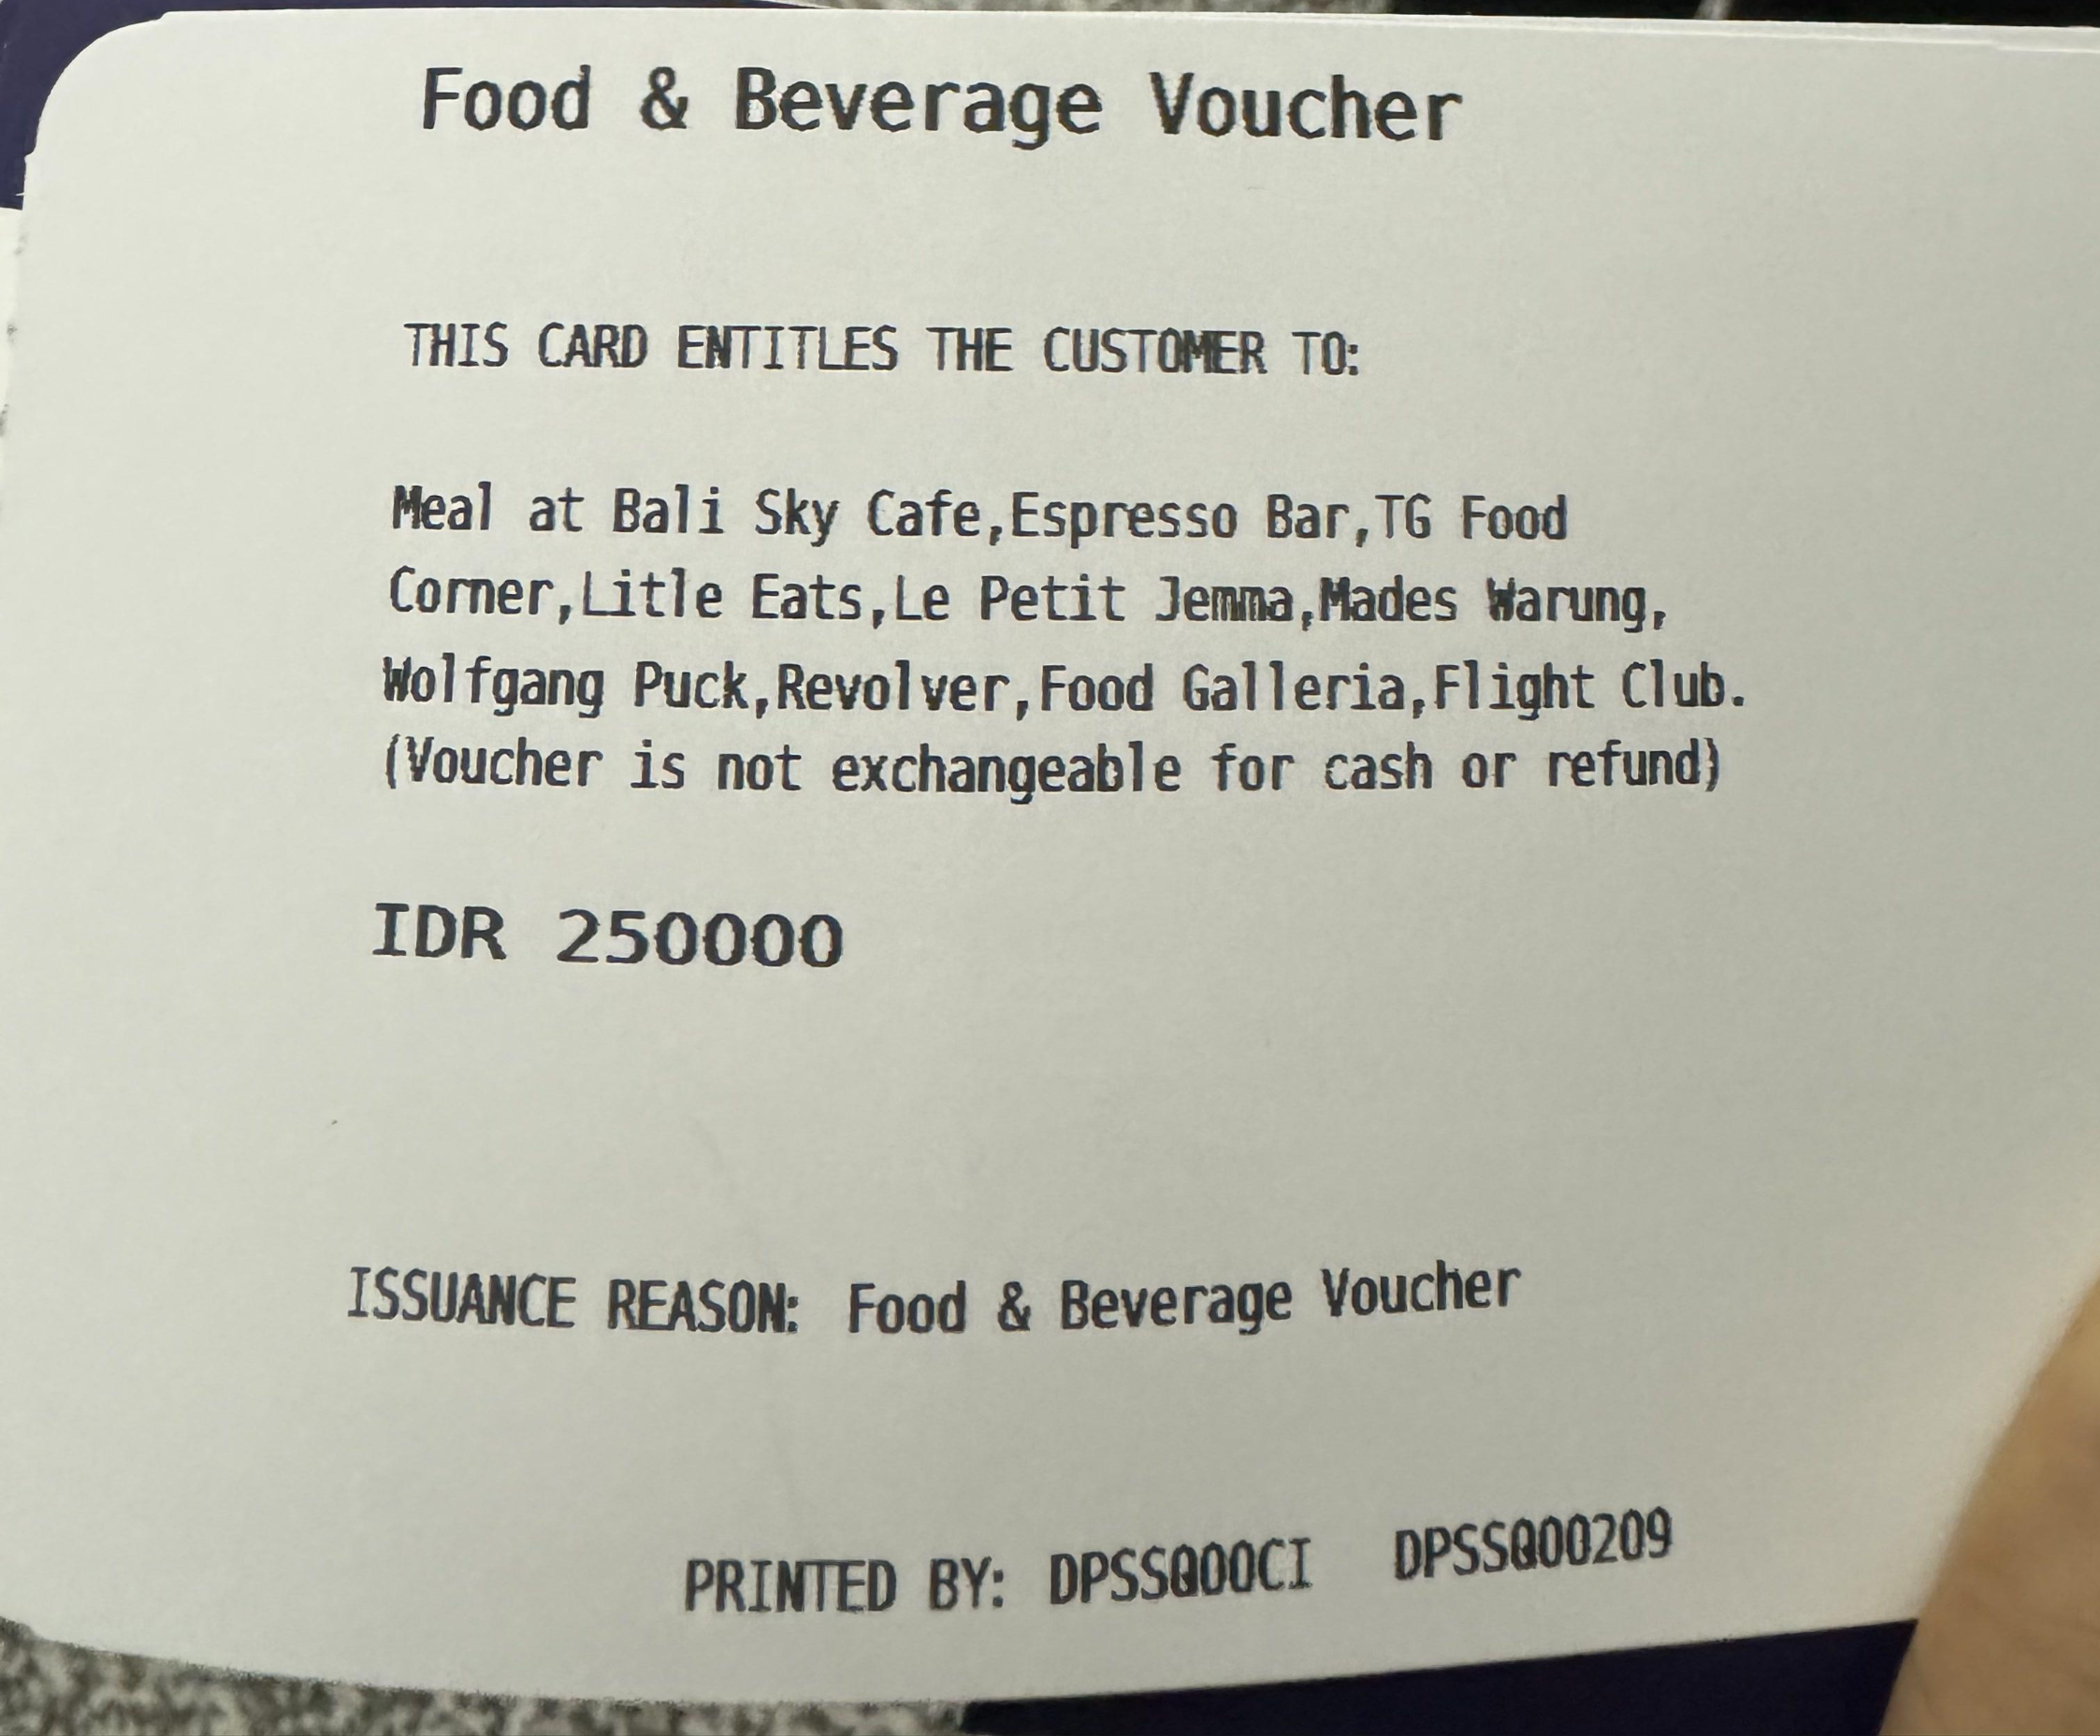 Food & Beverage Voucher
THIS CARD ENTITLES THE CUSTOMER TO:
Meal at Bali Sky Cafe,Espresso Bar,TG Food
Corner,Litle Eats,Le Petit Jemma,Mades Warung,
Wolfgang Puck,Revolver,Food Galleria,Flight Club.
(Voucher is not exchangeable for cash or refund)
IDR 250000
ISSUANCE REASON: Food & Beverage Voucher
PRINTED BY: DPSSQ00CI DPSSQ00209